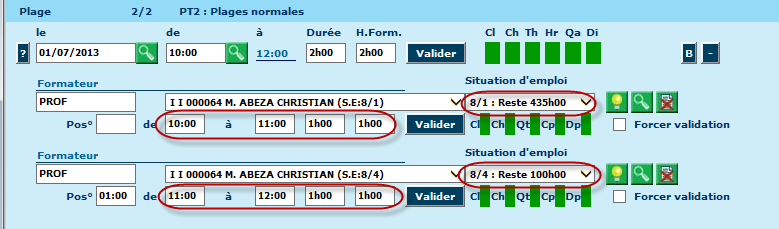 Plage 2/2 PT2 : Plages normales
le de à Durée H.Form. Cl Ch Th Hr Qa Di
? 01/07/2013 10:00 12:00 2h00 2h00 Valider B -
Formateur Situation d'emploi
PROF I I 000064 M. ABEZA CHRISTIAN (S.E:8/1) 8/1 : Reste 435h00
Pos° de 10:00 à 11:00 1h00 1h00 Valider Cl Ch Qt Cp Dp Forcer validation
Formateur Situation d'emploi
PROF I I 000064 M. ABEZA CHRISTIAN (S.E:8/4) 8/4 : Reste 100h00
Pos° 01:00 de 11:00 à 12:00 1h00 1h00 Valider Cl Ch Qt Cp Dp Forcer validation